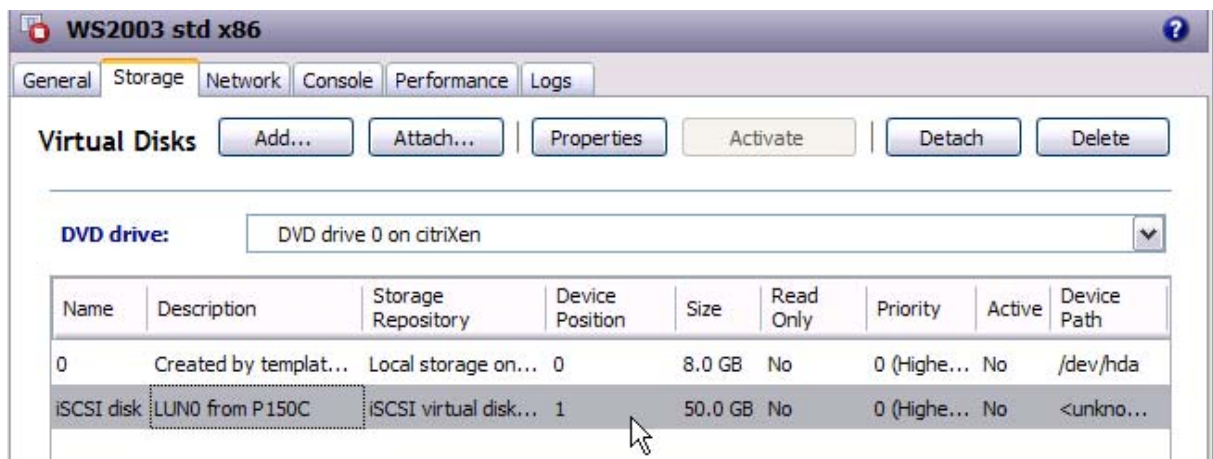 WS2003 std x86
?
General Storage Network Console Performance Logs
Virtual Disks Add... Attach... Properties Activate Detach Delete
DVD drive: DVD drive 0 on citriXen
Name Description Storage Repository Device Position Size Read Only Priority Active Device Path
0 Created by templat... Local storage on... 0 8.0 GB No 0 (Highe... No /dev/hda
iSCSI disk LUN0 from P150C iSCSI virtual disk... 1 50.0 GB No 0 (Highe... No <unkno...